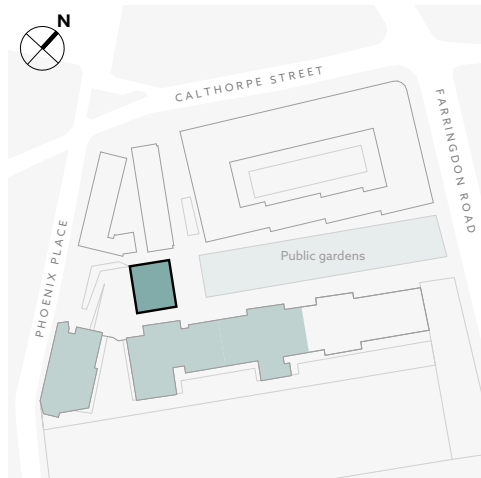 N
CALTHORPE STREET
FARRINGDON ROAD
PHOENIX PLACE
Public gardens